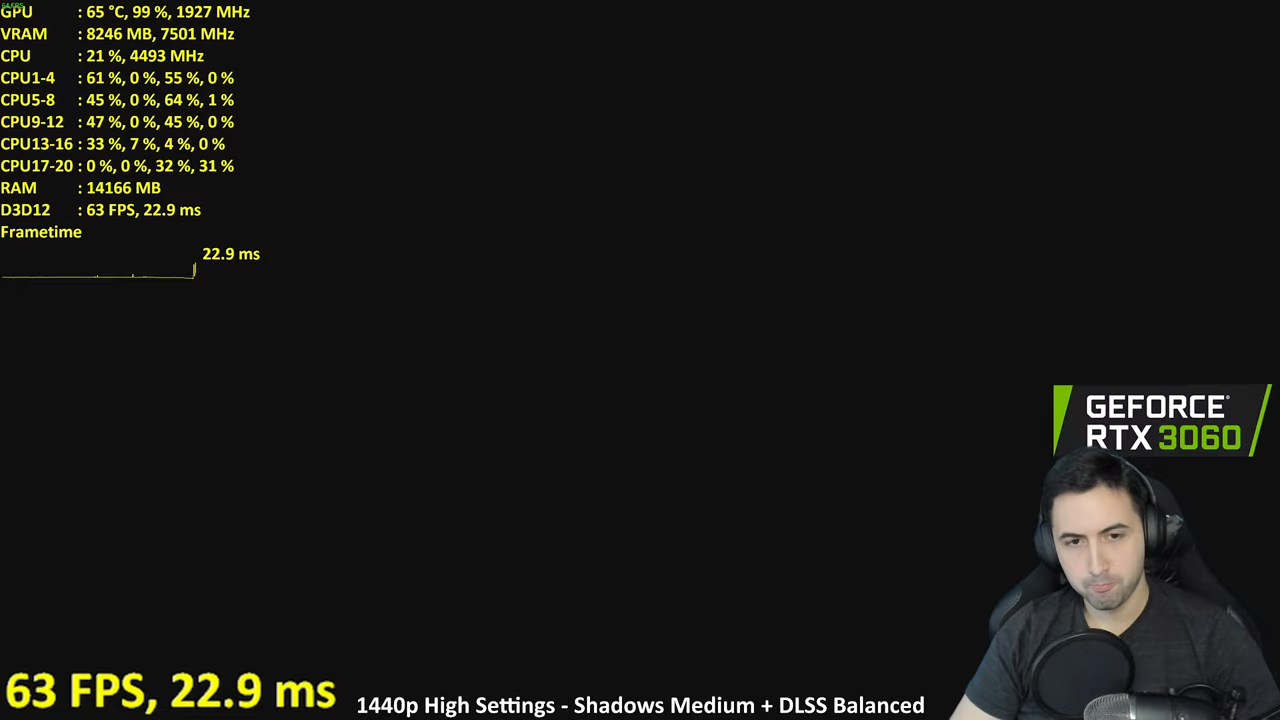 GPU : 65 °C, 99 %, 1927 MHz
VRAM : 8246 MB, 7501 MHz
CPU : 21 %, 4493 MHz
CPU1-4 : 61 %, 0 %, 55 %, 0 %
CPU5-8 : 45 %, 0 %, 64 %, 1 %
CPU9-12 : 47 %, 0 %, 45 %, 0 %
CPU13-16 : 33 %, 7 %, 4 %, 0 %
CPU17-20 : 0 %, 0 %, 32 %, 31 %
RAM : 14166 MB
D3D12 : 63 FPS, 22.9 ms
Frametime
22.9 ms
GEFORCE
RTX 3060
63 FPS, 22.9 ms
1440p High Settings - Shadows Medium + DLSS Balanced